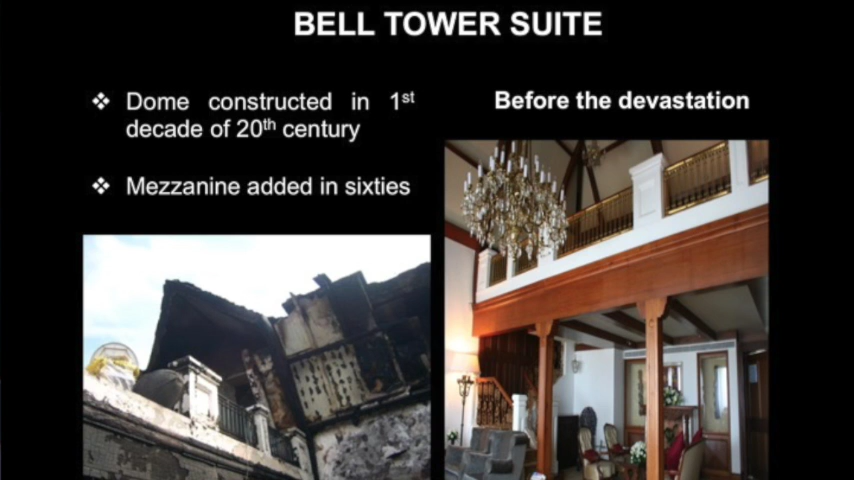 BELL TOWER SUITE
❖ Dome constructed in 1st
decade of 20th century
❖ Mezzanine added in sixties
Before the devastation